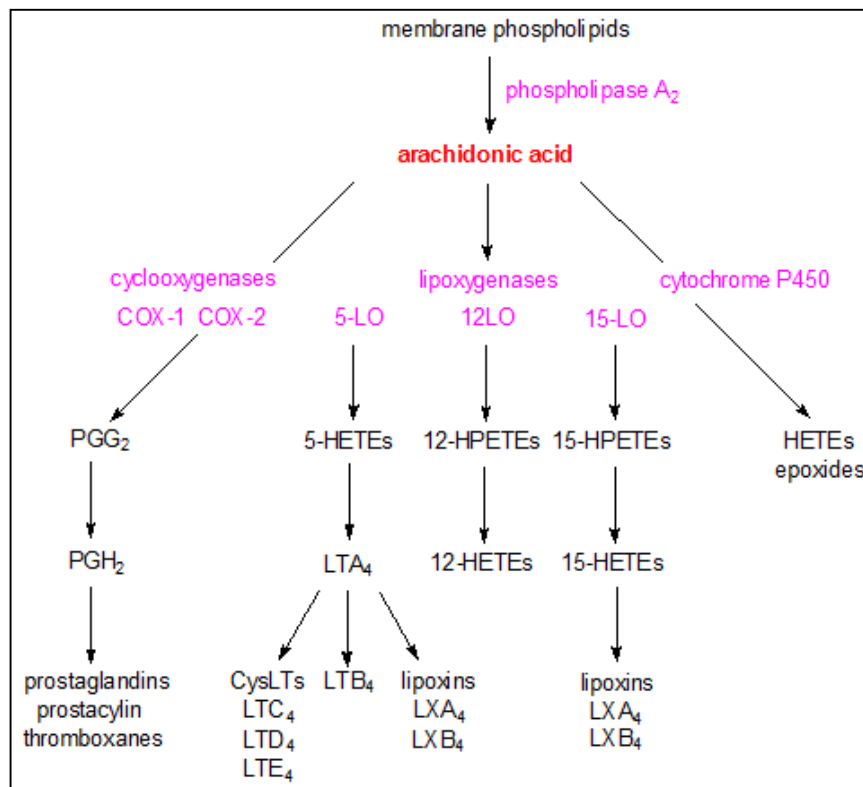 membrane phospholipids
phospholipase A₂
arachidonic acid
cyclooxygenases lipoxygenases cytochrome P450
COX-1 COX-2 5-LO 12LO 15-LO
PGG₂ 5-HETEs 12-HPETEs 15-HPETEs HETEs
epoxides
PGH₂ LTA₄ 12-HETEs 15-HETEs
prostaglandins CysLTs LTB₄ lipoxins lipoxins
prostacylin LTC₄ LXA₄ LXA₄
thromboxanes LTD₄ LXB₄ LXB₄
LTE₄